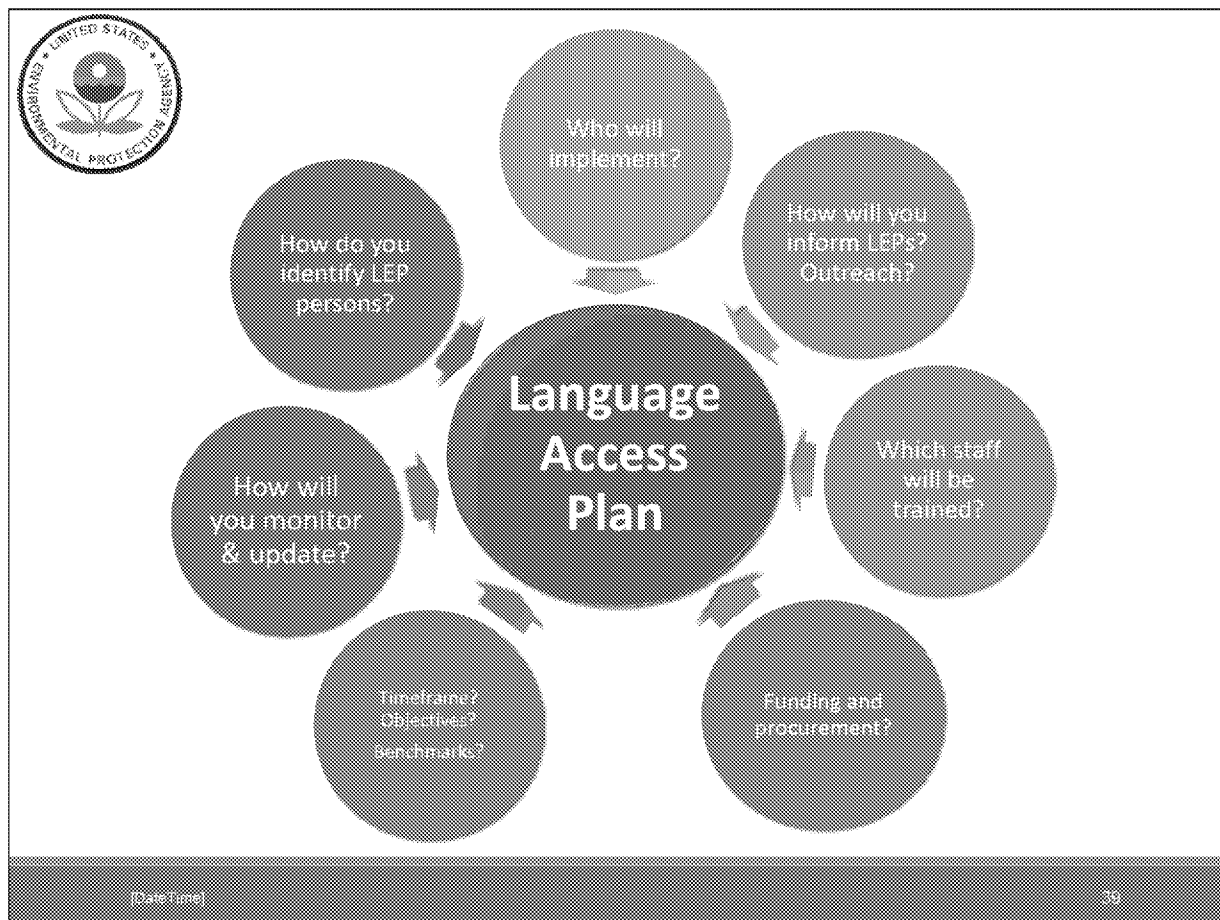 UNITED STATES
ENVIRONMENTAL PROTECTION AGENCY
Who will
implement?
How will you
inform LEPs?
Outreach?
Which staff
will be
trained?
Funding and
procurement?
Timeframe?
Objectives?
Benchmarks?
How will
you monitor
& update?
How do you
identify LEP
persons?
Language
Access
Plan
[DateTime]
39